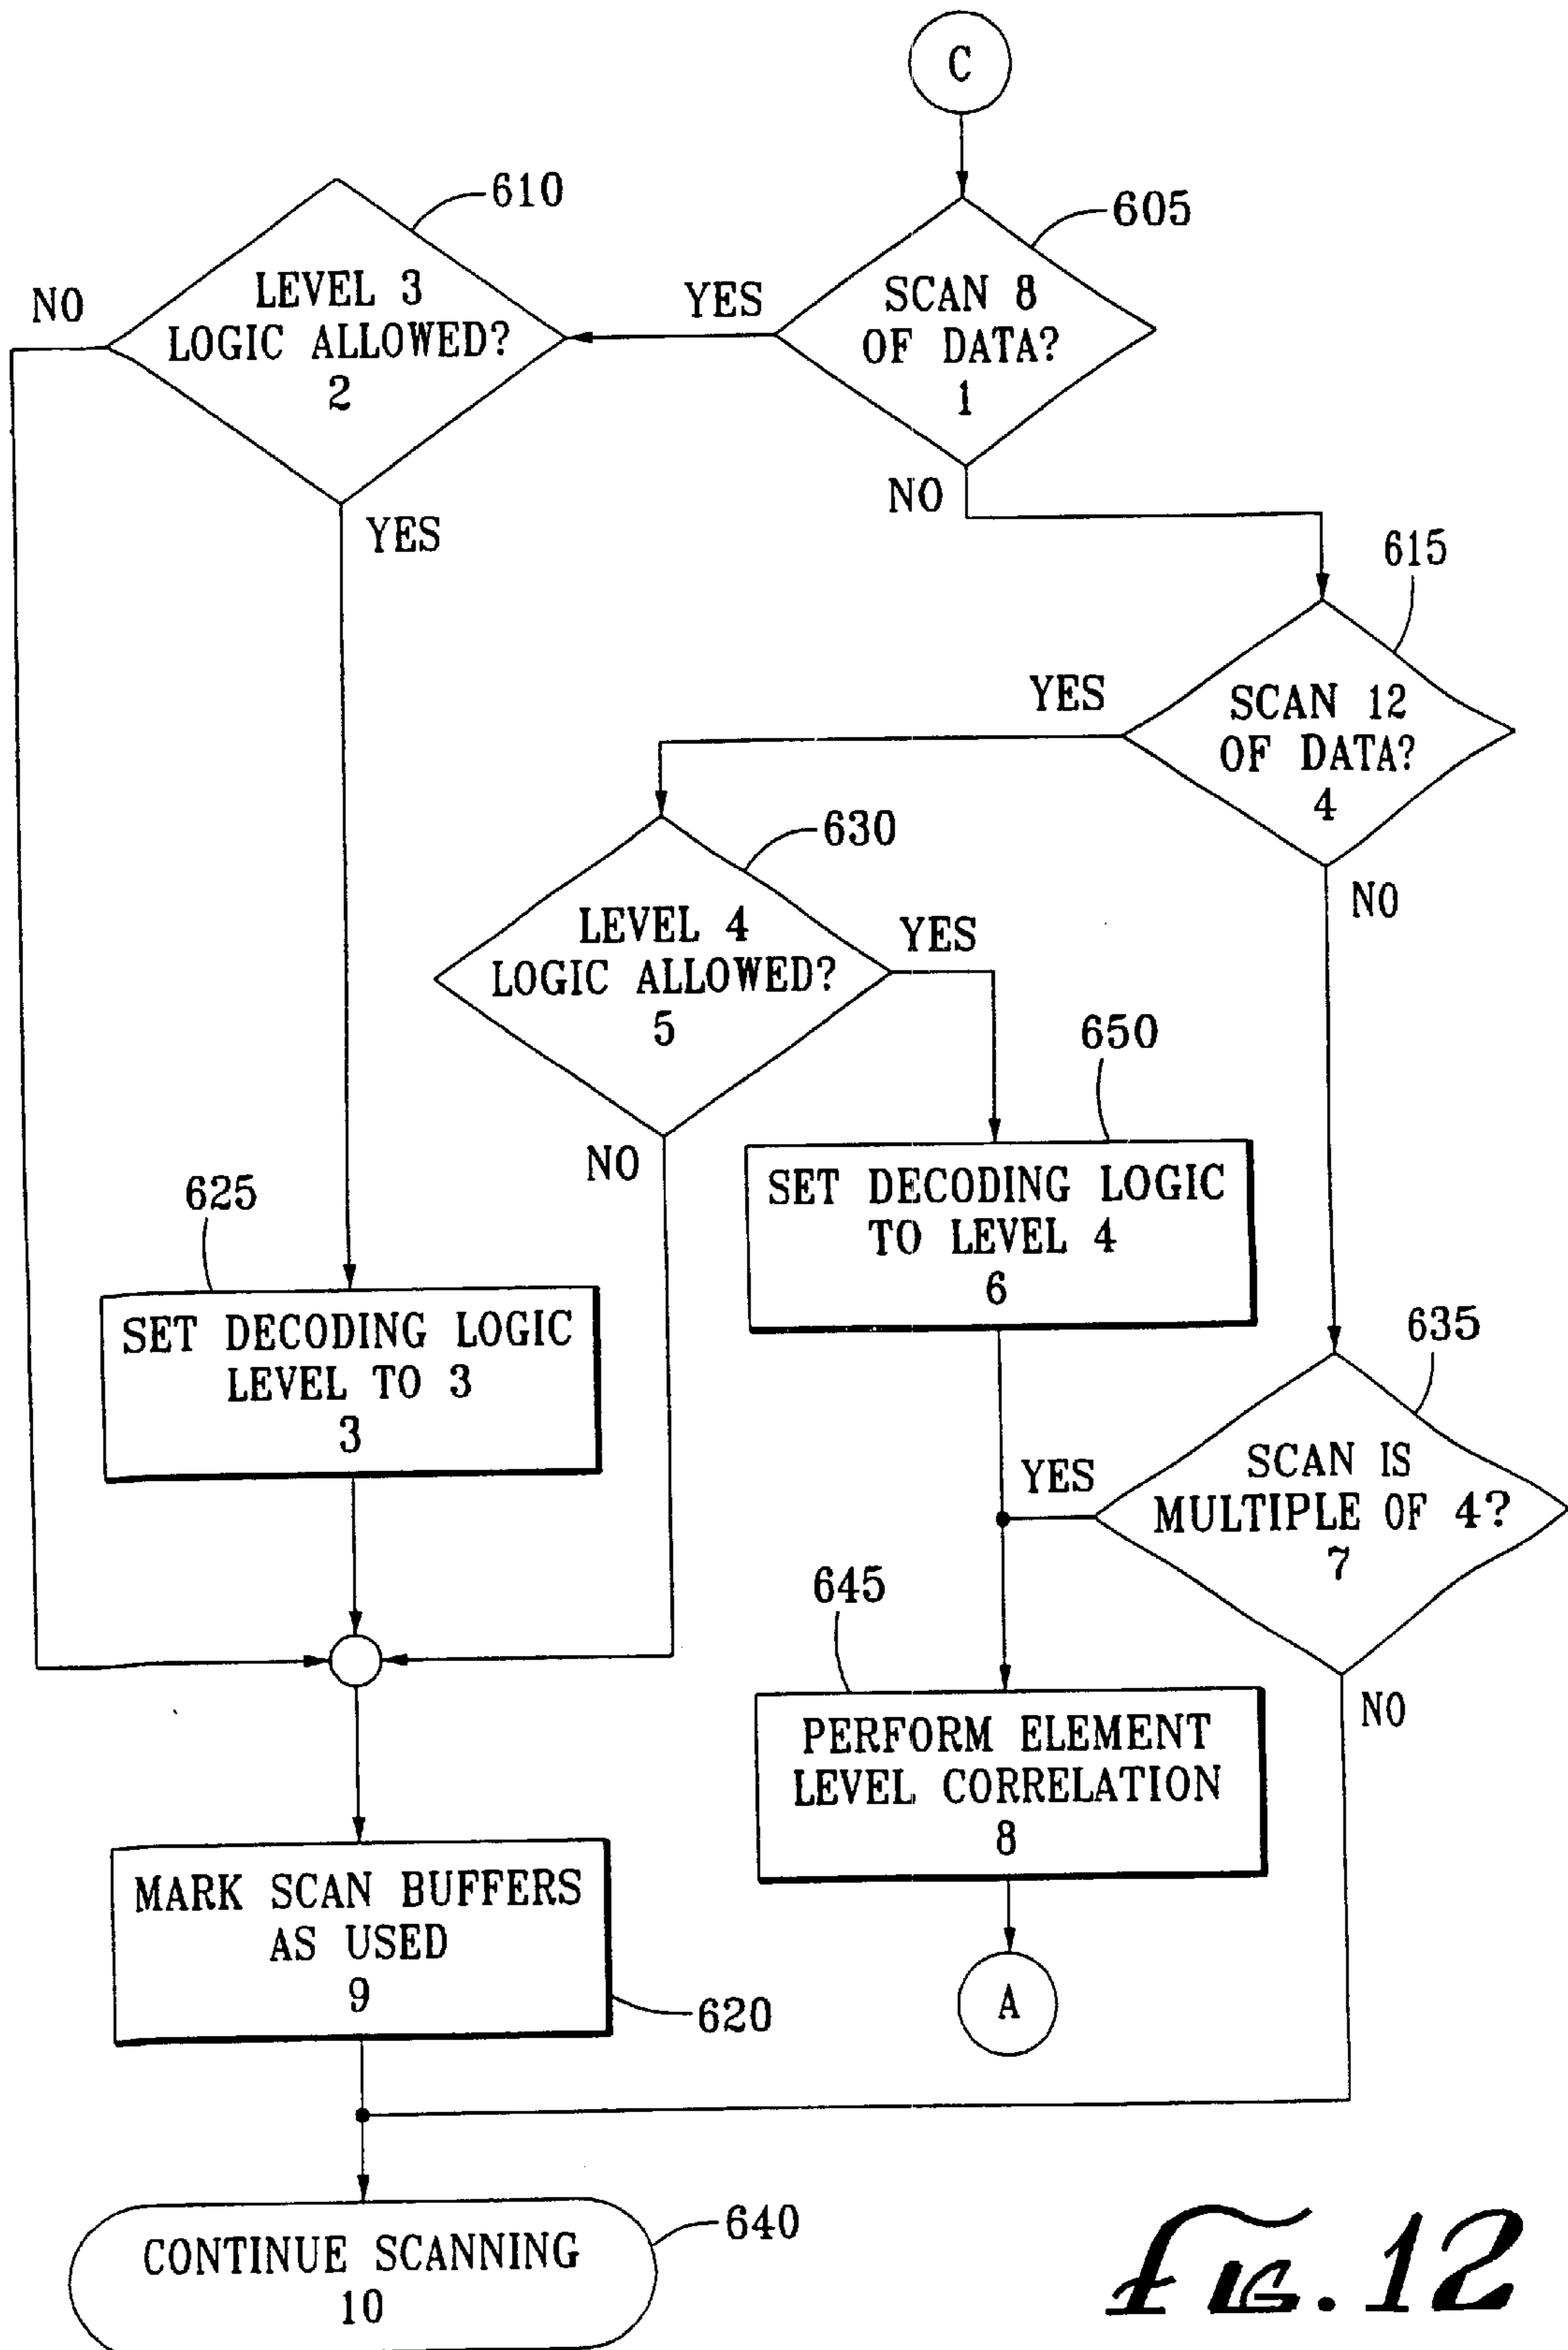 C
610
605
LEVEL 3
LOGIC ALLOWED?
2
NO
YES
SCAN 8
OF DATA?
1
NO
YES
615
YES
SCAN 12
OF DATA?
4
630
NO
LEVEL 4
LOGIC ALLOWED?
5
YES
650
NO
SET DECODING LOGIC
TO LEVEL 4
6
625
SET DECODING LOGIC
LEVEL TO 3
3
635
SCAN IS
MULTIPLE OF 4?
7
YES
645
NO
PERFORM ELEMENT
LEVEL CORRELATION
8
MARK SCAN BUFFERS
AS USED
9
620
A
640
CONTINUE SCANNING
10
FIG. 12